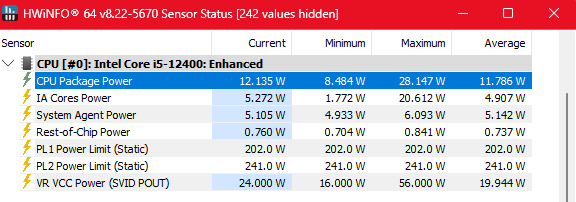 HWiNFO® 64 v8.22-5670 Sensor Status [242 values hidden]
Sensor Current Minimum Maximum Average
CPU [#0]: Intel Core i5-12400: Enhanced
CPU Package Power 12.135 W 8.484 W 28.147 W 11.786 W
IA Cores Power 5.272 W 1.772 W 20.612 W 4.907 W
System Agent Power 5.105 W 4.933 W 6.093 W 5.142 W
Rest-of-Chip Power 0.760 W 0.704 W 0.841 W 0.737 W
PL1 Power Limit (Static) 202.0 W 202.0 W 202.0 W 202.0 W
PL2 Power Limit (Static) 241.0 W 241.0 W 241.0 W 241.0 W
VR VCC Power (SVID POUT) 24.000 W 16.000 W 56.000 W 19.944 W